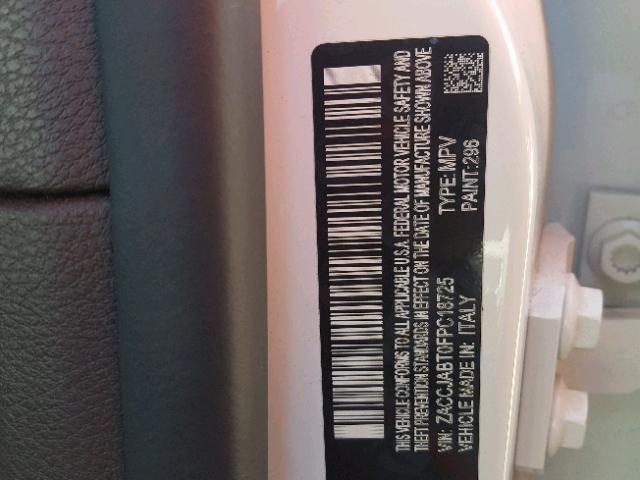 THIS VEHICLE CONFORMS TO ALL APPLICABLE U.S.A. FEDERAL MOTOR VEHICLE SAFETY AND
THEFT PREVENTION STANDARDS IN EFFECT ON THE DATE OF MANUFACTURE SHOWN ABOVE
VIN: ZACCJABT0FPC18725 TYPE: MPV
VEHICLE MADE IN: ITALY PAINT: 296